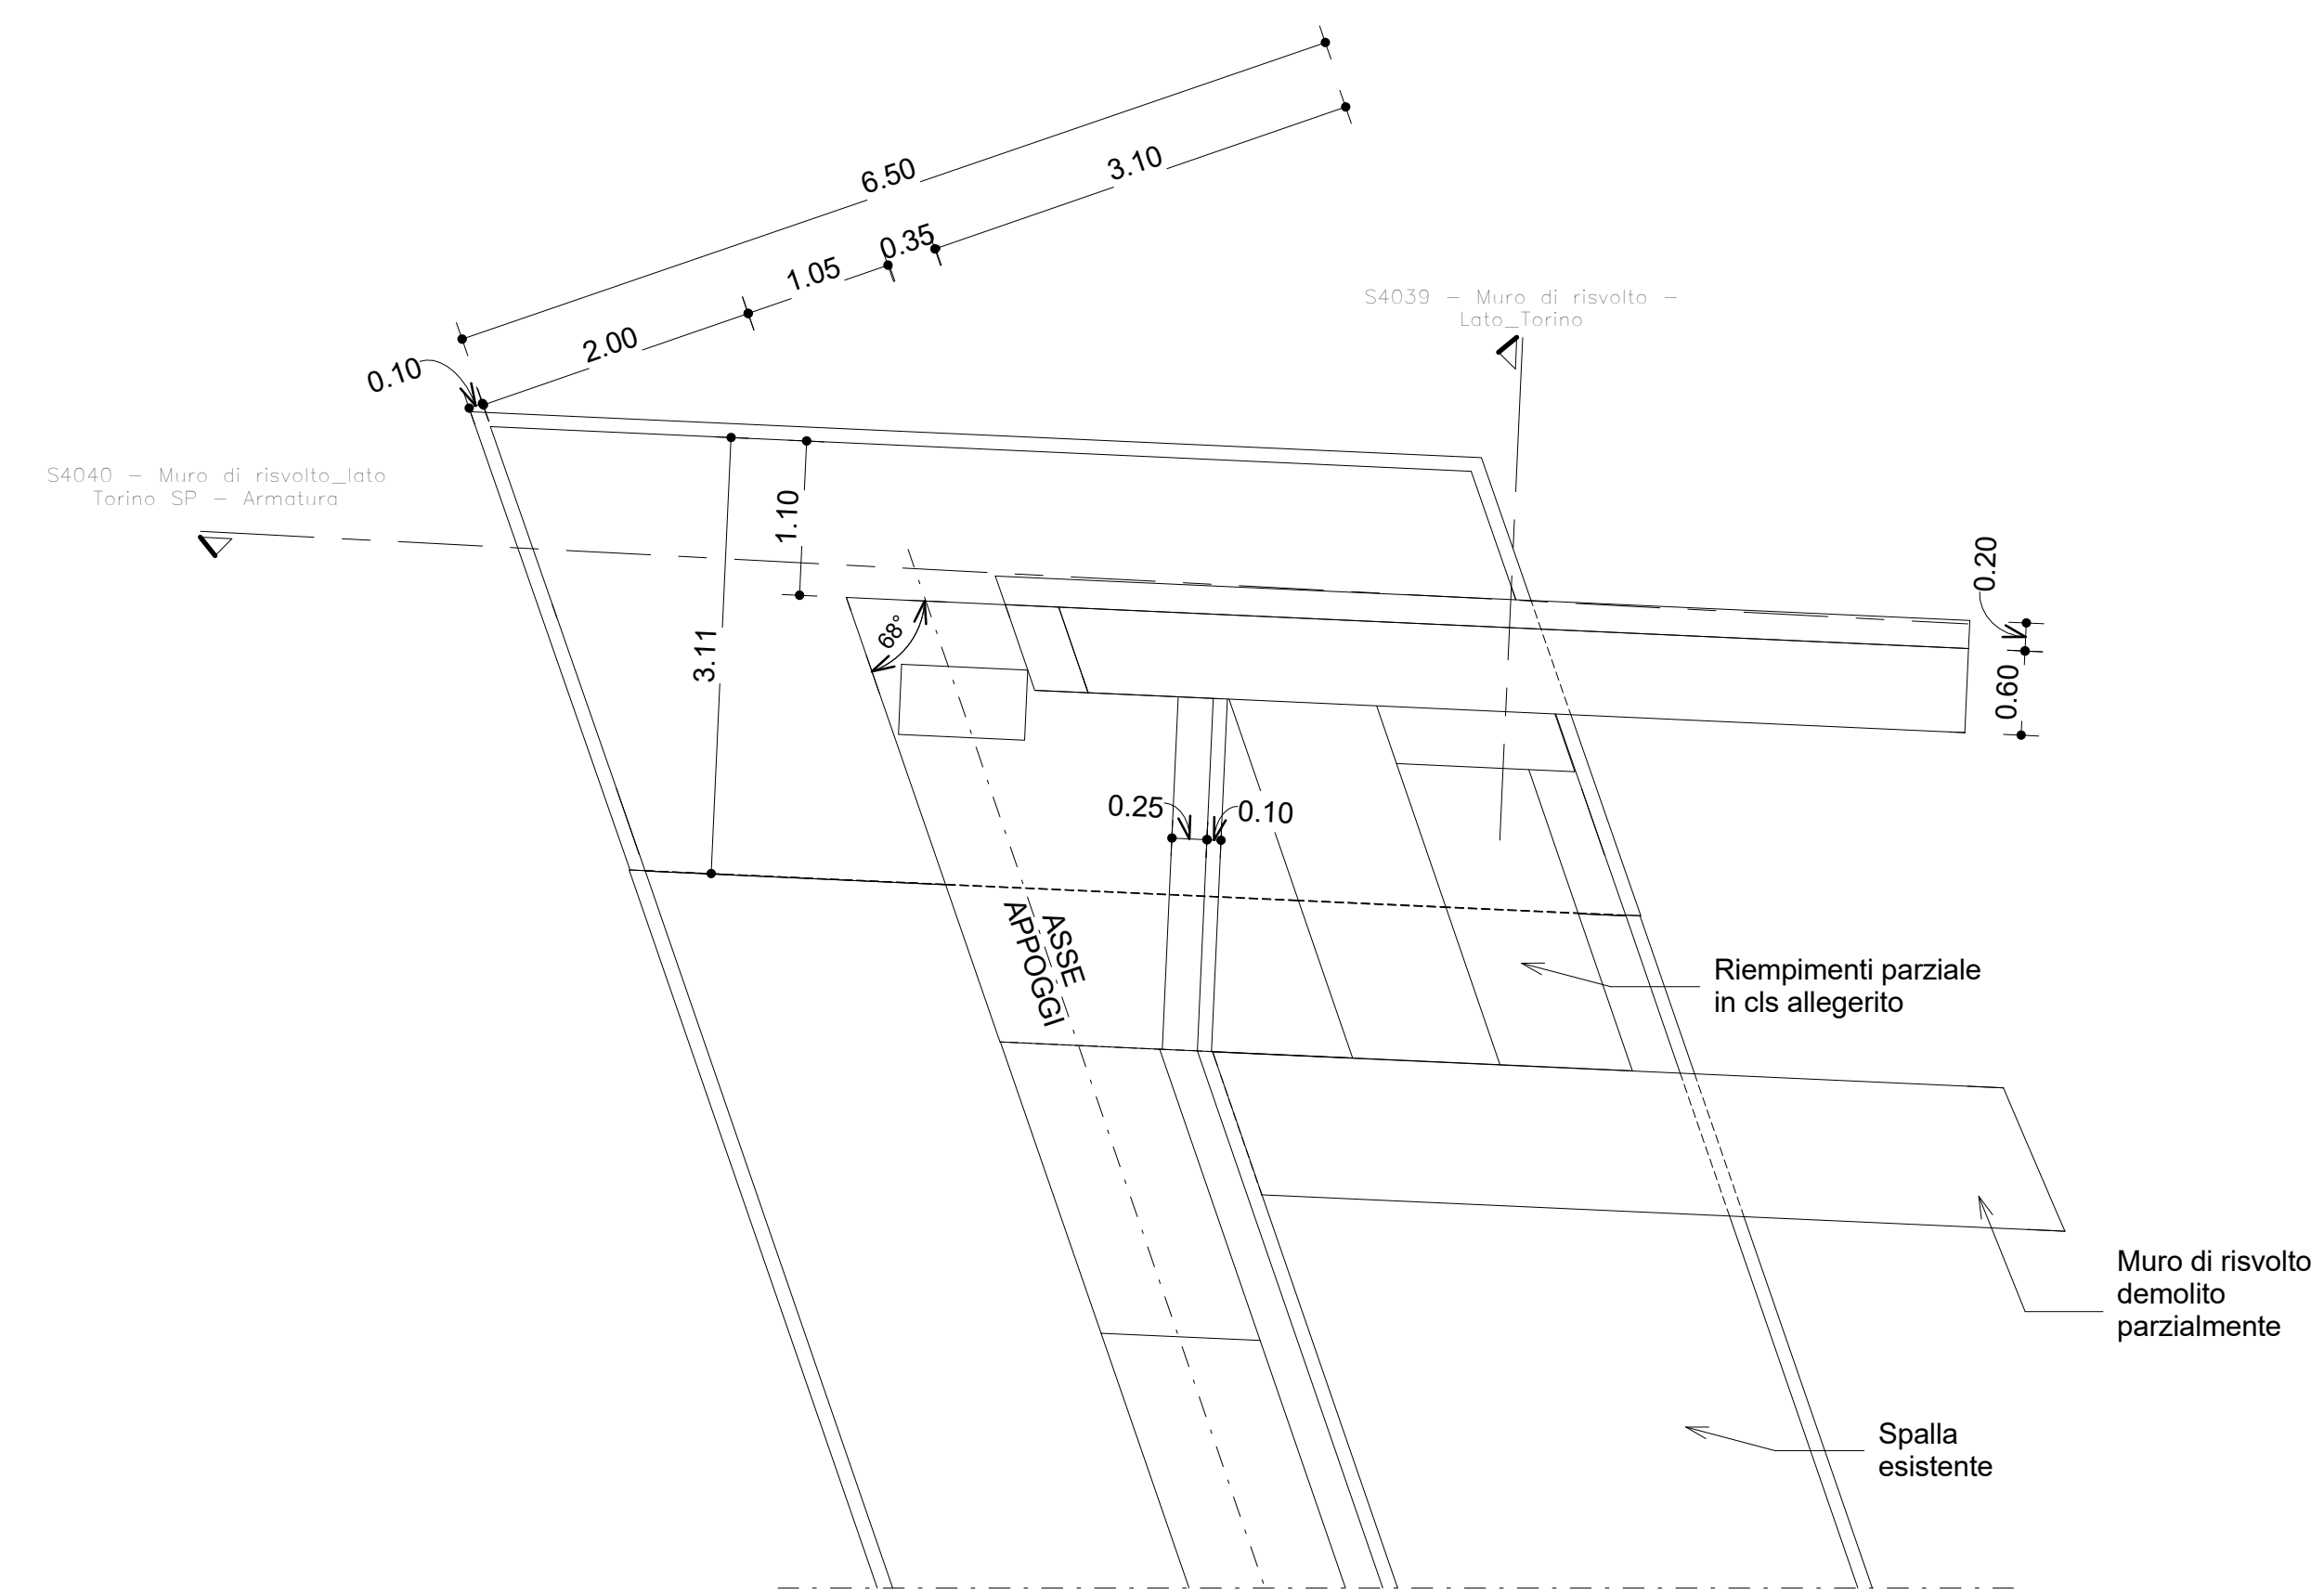 6.50
3.10
0.35
1.05
2.00
0.10
S4039 - Muro di risvolto -
Lato_Torino
S4040 - Muro di risvolto_lato
Torino SP - Armatura
1.10
0.20
68°
3.11
0.60
0.25
0.10
ASSE
APPOGGI
Riempimenti parziale
in cls allegerito
Muro di risvolto
demolito
parzialmente
Spalla
esistente